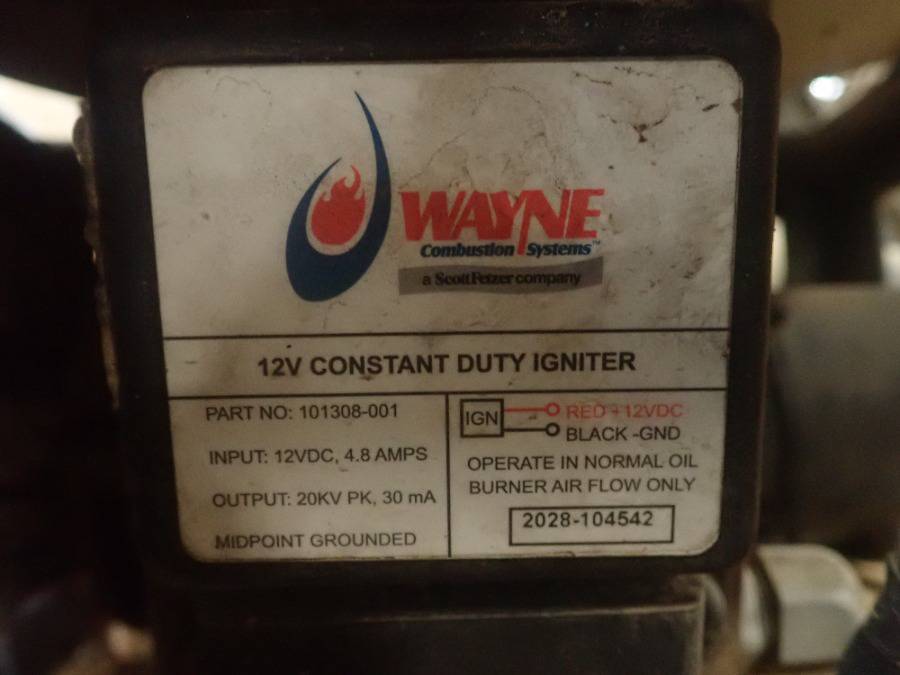 WAYNE
Combustion Systems™
a ScottFetzer company
12V CONSTANT DUTY IGNITER
PART NO: 101308-001
INPUT: 12VDC, 4.8 AMPS
OUTPUT: 20KV PK, 30 mA
MIDPOINT GROUNDED
IGN
RED +12VDC
BLACK -GND
OPERATE IN NORMAL OIL
BURNER AIR FLOW ONLY
2028-104542